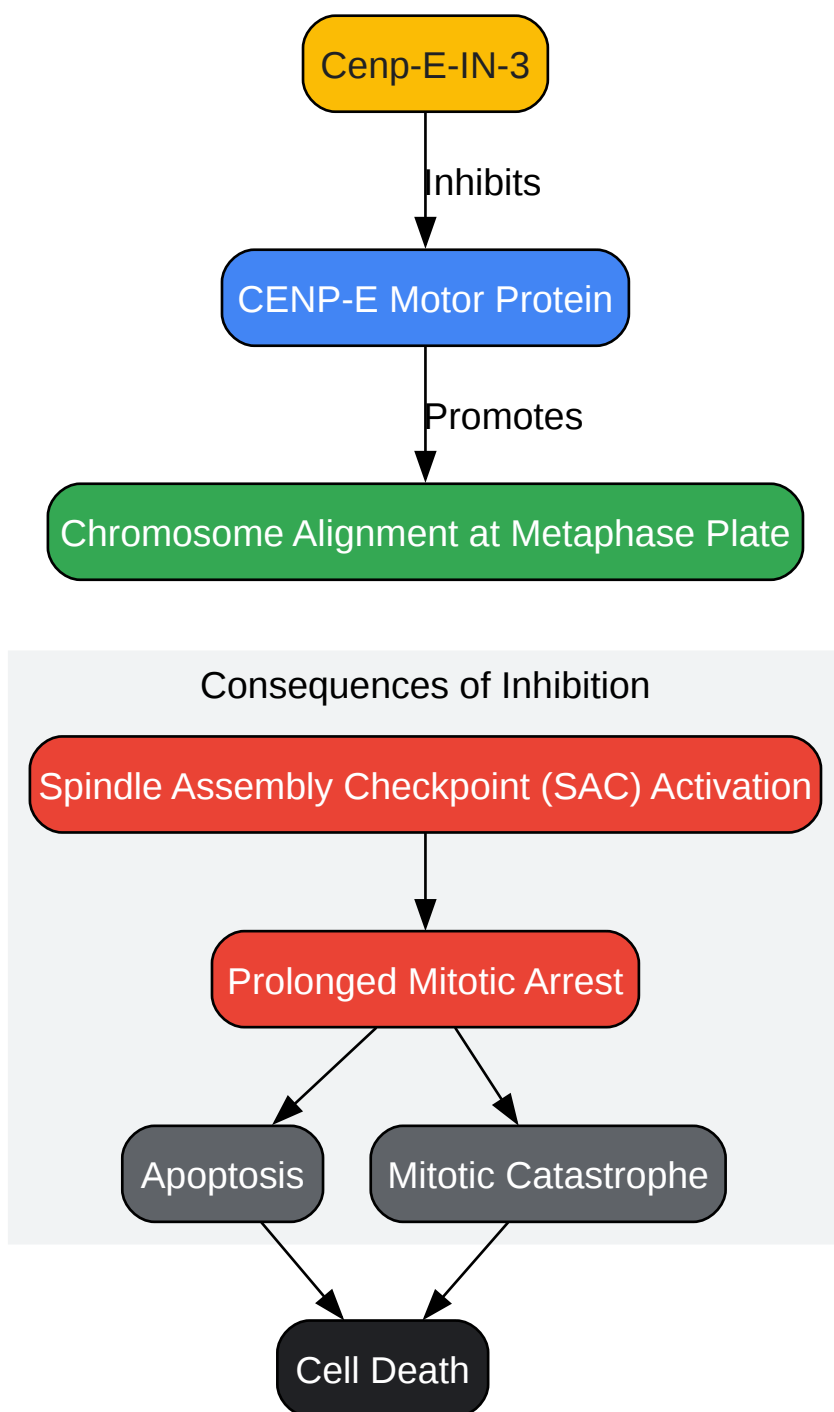 Cenp-E-IN-3
Inhibits
CENP-E Motor Protein
Promotes
Chromosome Alignment at Metaphase Plate
Consequences of Inhibition
Spindle Assembly Checkpoint (SAC) Activation
Prolonged Mitotic Arrest
Apoptosis
Mitotic Catastrophe
Cell Death